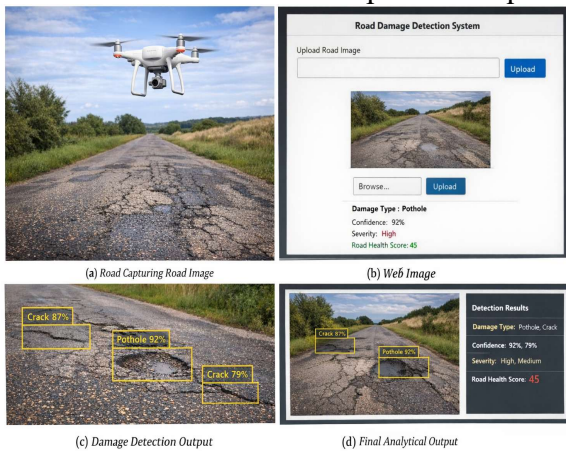 Road Damage Detection System
Upload Road Image
Upload
Browse... Upload
Damage Type : Pothole
Confidence: 92%
Severity: High
Road Health Score: 45
(a) Road Capturing Road Image
(b) Web Image
Crack 87%
Pothole 92%
Crack 79%
Crack 87%
Pothole 92%
Detection Results
Damage Type: Pothole, Crack
Confidence: 92%, 79%
Severity: High, Medium
Road Health Score: 45
(c) Damage Detection Output
(d) Final Analytical Output